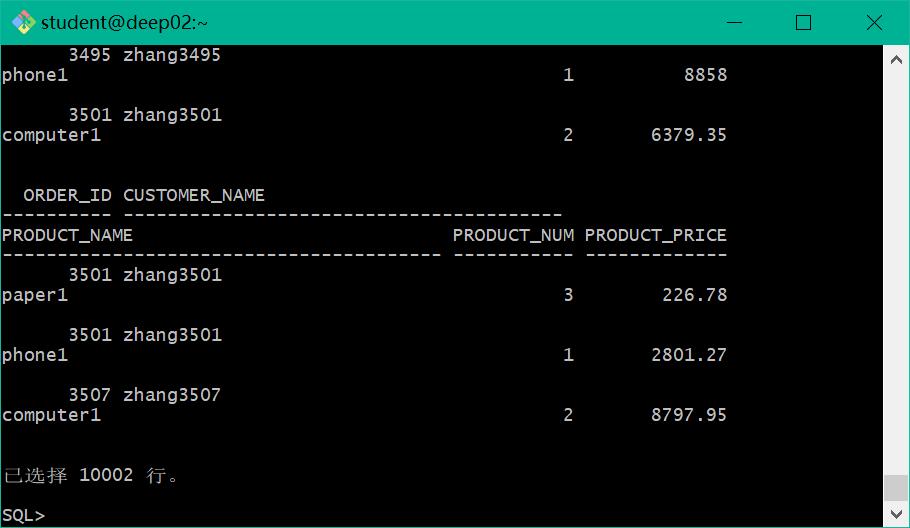 student@deep02:~
3495 zhang3495
phone1 1 8858
3501 zhang3501
computer1 2 6379.35
ORDER_ID CUSTOMER_NAME
---------- ----------------------------------------
PRODUCT_NAME PRODUCT_NUM PRODUCT_PRICE
---------------------------------------- ----------- -------------
3501 zhang3501
paper1 3 226.78
3501 zhang3501
phone1 1 2801.27
3507 zhang3507
computer1 2 8797.95
已选择 10002 行。
SQL>